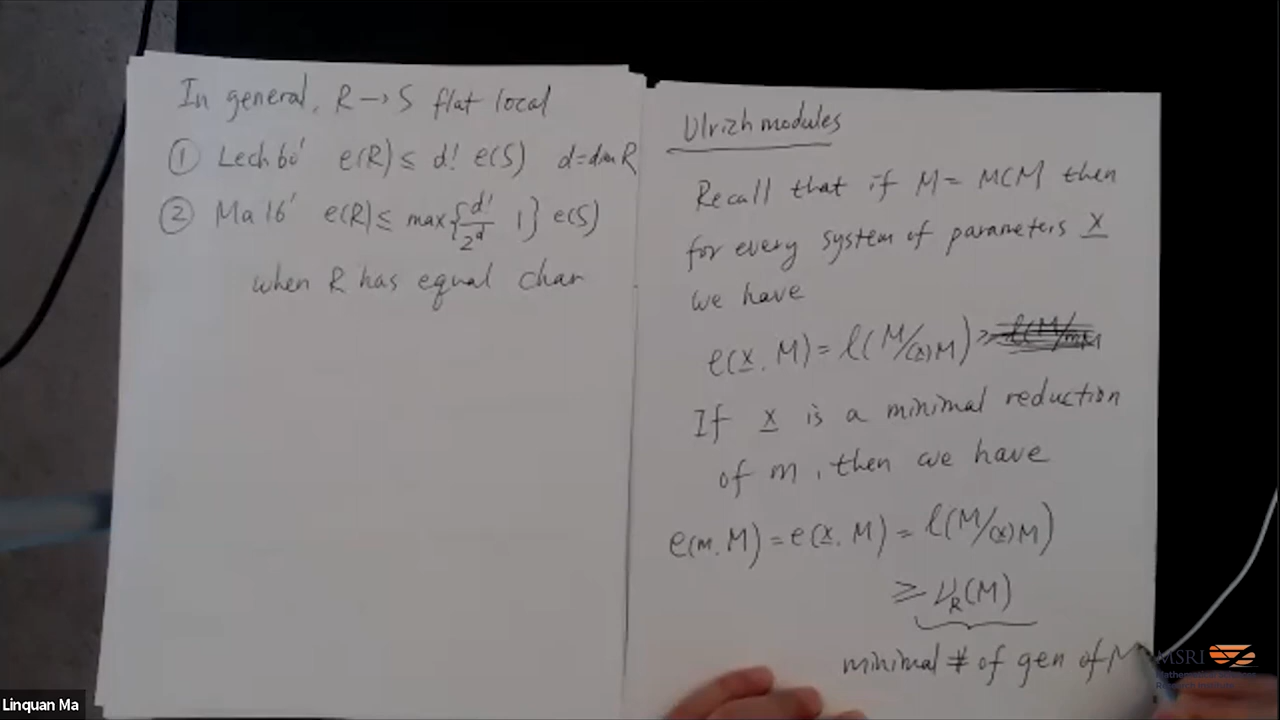 In general, R → S flat local
① Lech 60' e(R) ≤ d! e(S) d=dim R
② Ma 16' e(R) ≤ max{d!/2^d, 1} e(S)
when R has equal char
Ulrich modules
Recall that if M = MCM then
for every system of parameters x
we have
e(x, M) = l(M/(x)M) ≥
If x is a minimal reduction
of m, then we have
e(m, M) = e(x, M) = l(M/(x)M)
≥ ν_R(M)
minimal # of gen of M
Linquan Ma
MSRI